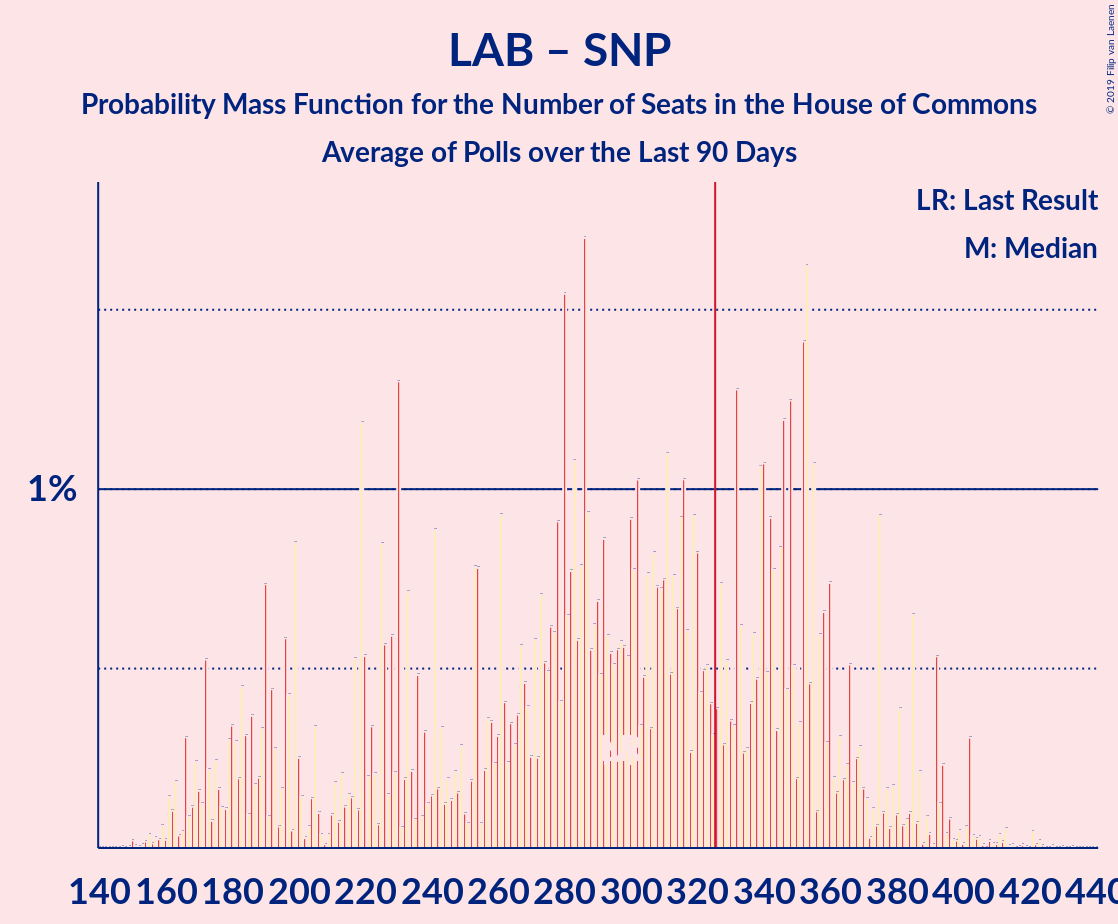 LAB – SNP
Probability Mass Function for the Number of Seats in the House of Commons
Average of Polls over the Last 90 Days
© 2019 Filip van Laenen
LR: Last Result
M: Median
1%
140 160 180 200 220 240 260 280 300 320 340 360 380 400 420 440